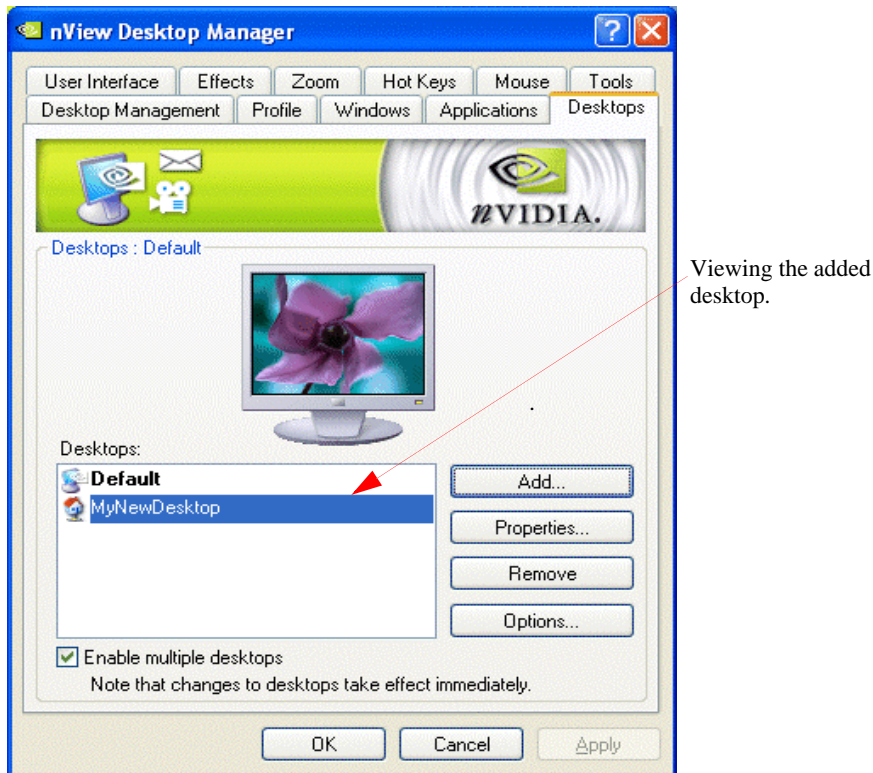 nView Desktop Manager
User Interface Effects Zoom Hot Keys Mouse Tools
Desktop Management Profile Windows Applications Desktops
nVIDIA.
Desktops : Default
Viewing the added
desktop.
Desktops:
Default
MyNewDesktop
Add...
Properties...
Remove
Options...
Enable multiple desktops
Note that changes to desktops take effect immediately.
OK Cancel Apply